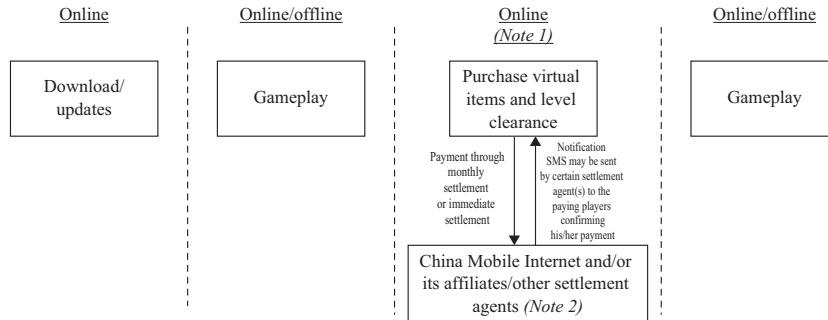 Online
Online/offline
Online
(Note 1)
Online/offline
Download/
updates
Gameplay
Purchase virtual
items and level
clearance
Gameplay
Payment through
monthly
settlement
or immediate
settlement
Notification
SMS may be sent
by certain settlement
agent(s) to the
paying players
confirming
his/her payment
China Mobile Internet and/or
its affiliates/other settlement
agents (Note 2)